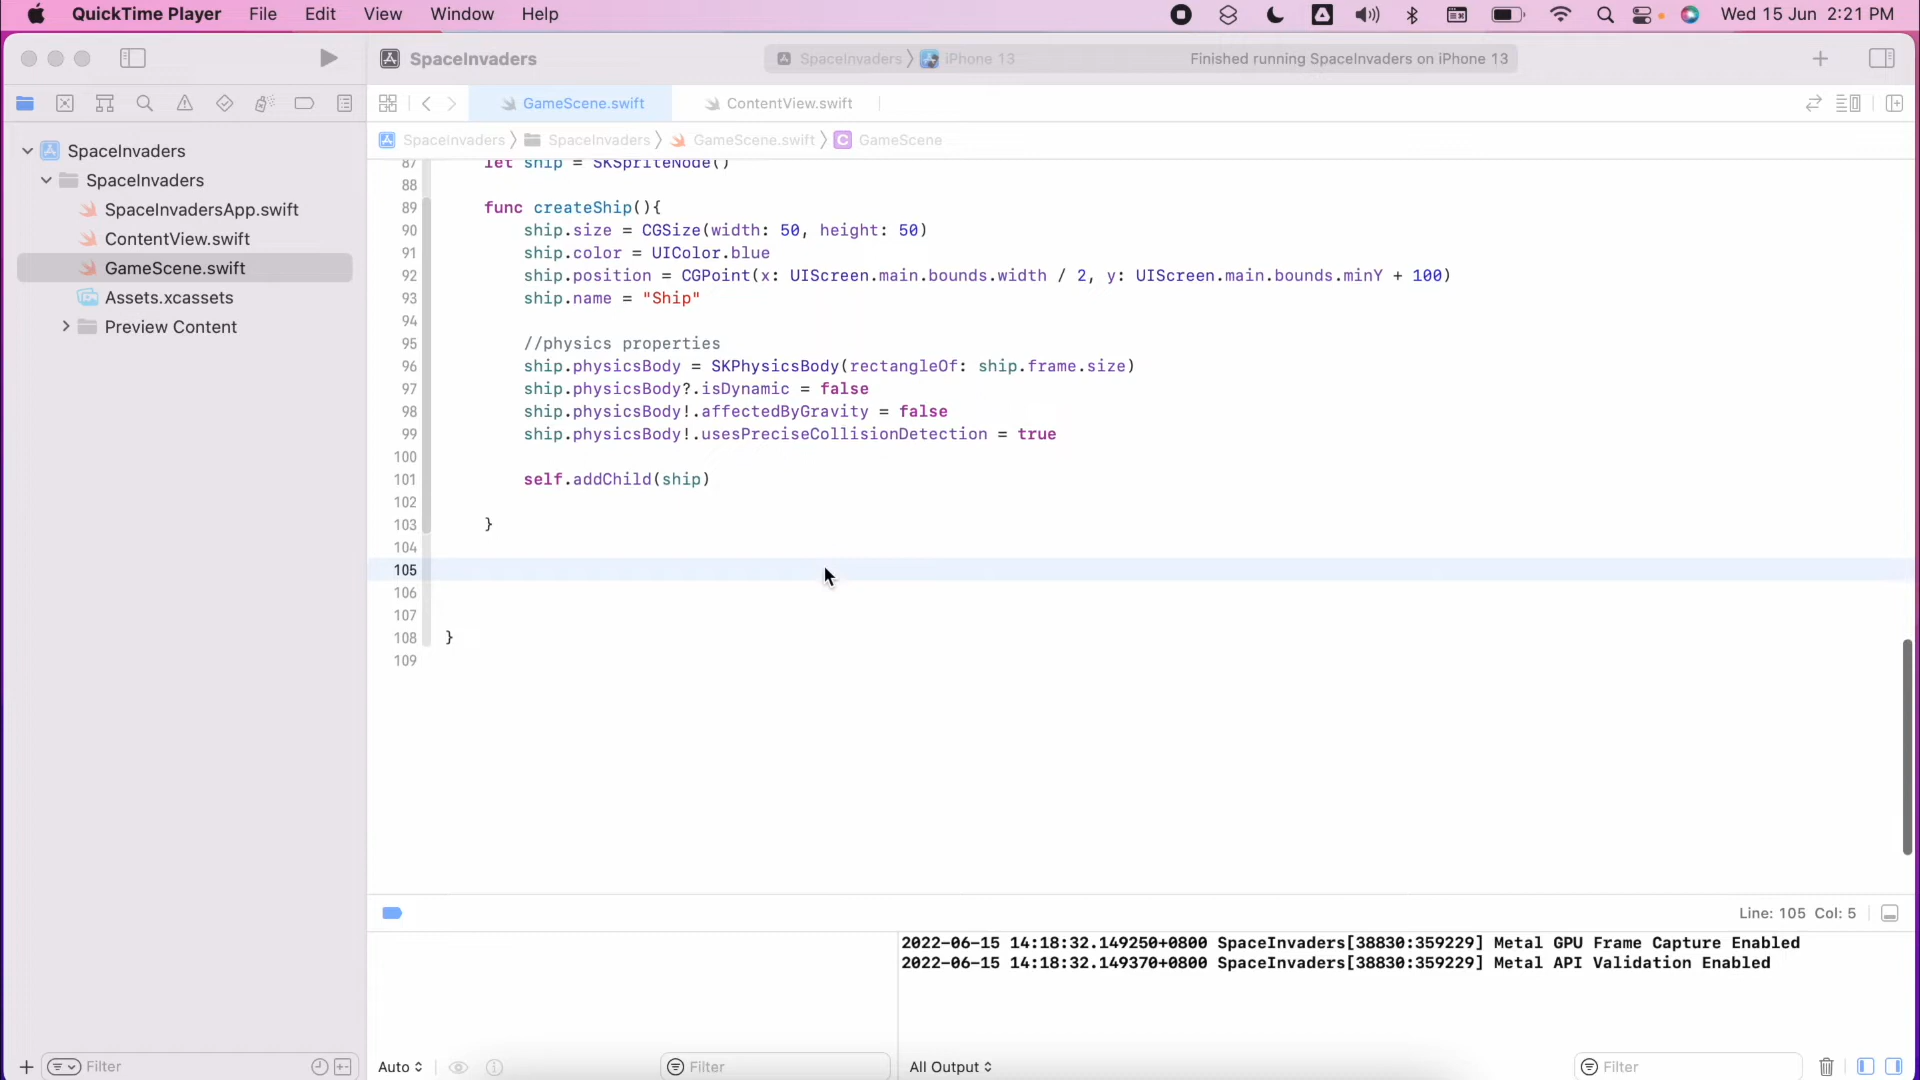 QuickTime Player File Edit View Window Help Wed 15 Jun 2:21 PM
SpaceInvaders SpaceInvaders iPhone 13 Finished running SpaceInvaders on iPhone 13
GameScene.swift ContentView.swift
SpaceInvaders SpaceInvaders GameScene.swift C GameScene
SpaceInvaders
SpaceInvaders
SpaceInvadersApp.swift
ContentView.swift
GameScene.swift
Assets.xcassets
Preview Content
87 let ship = SKSpriteNode()
88
89 func createShip(){
90 ship.size = CGSize(width: 50, height: 50)
91 ship.color = UIColor.blue
92 ship.position = CGPoint(x: UIScreen.main.bounds.width / 2, y: UIScreen.main.bounds.minY + 100)
93 ship.name = "Ship"
94
95 //physics properties
96 ship.physicsBody = SKPhysicsBody(rectangleOf: ship.frame.size)
97 ship.physicsBody?.isDynamic = false
98 ship.physicsBody!.affectedByGravity = false
99 ship.physicsBody!.usesPreciseCollisionDetection = true
100
101 self.addChild(ship)
102
103 }
104
105
106
107
108 }
109
Line: 105 Col: 5
2022-06-15 14:18:32.149250+0800 SpaceInvaders[38830:359229] Metal GPU Frame Capture Enabled
2022-06-15 14:18:32.149370+0800 SpaceInvaders[38830:359229] Metal API Validation Enabled
Filter Auto Filter All Output Filter